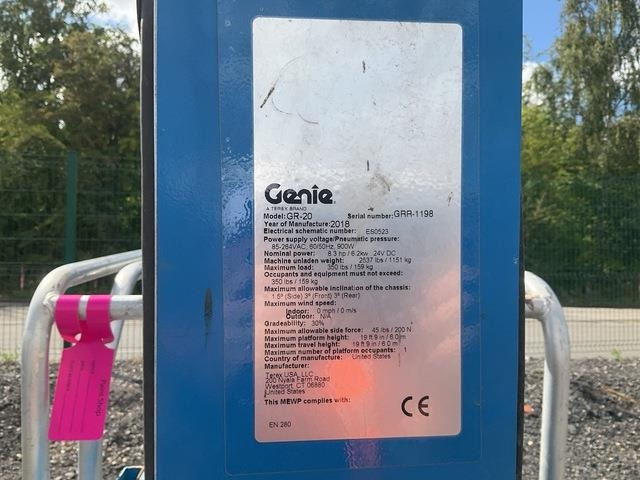 Genie
A TEREX BRAND
Model: GR-20 Serial number: GRR-1198
Year of Manufacture: 2018
Electrical schematic number: ES0523
Power supply voltage/Pneumatic pressure:
85-264VAC, 60/50Hz, 900W
Nominal power: 8.3 hp / 6.2kw 24V DC
Machine unladen weight: 2537 lbs / 1151 kg
Maximum load: 350 lbs / 159 kg
Occupants and equipment must not exceed:
350 lbs / 159 kg
Maximum allowable inclination of the chassis:
1.5º (Side) 3º (Front) 3º (Rear)
Maximum wind speed:
Indoor: 0 mph / 0 m/s
Outdoor: N/A
Gradeability: 30%
Maximum allowable side force: 45 lbs / 200 N
Maximum platform height: 19 ft 9 in / 6.0 m
Maximum travel height: 19 ft 9 in / 6.0 m
Maximum number of platform occupants: 1
Country of manufacture: United States
Manufacturer:
Terex USA, LLC
200 Nyala Farm Road
Westport, CT 06880
United States
This MEWP complies with:
CE
EN 280